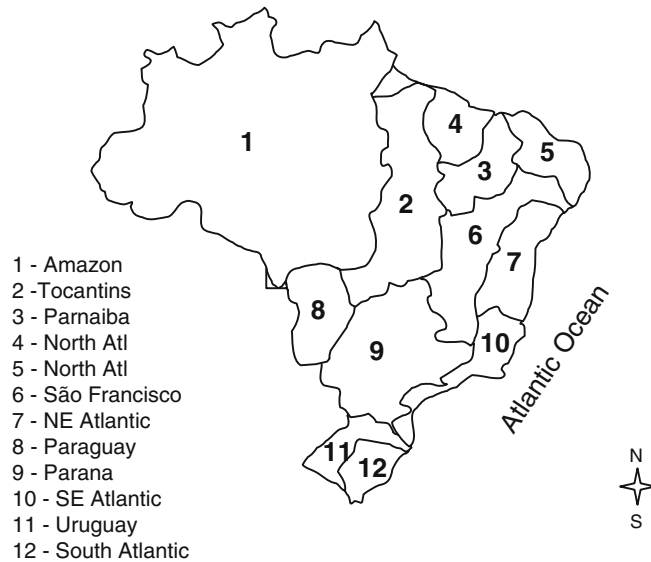 1
4
5
3
2
6
7
8
10
9
11
12
1 - Amazon
2 -Tocantins
3 - Parnaiba
4 - North Atl
5 - North Atl
6 - São Francisco
7 - NE Atlantic
8 - Paraguay
9 - Parana
10 - SE Atlantic
11 - Uruguay
12 - South Atlantic
Atlantic Ocean
N
S